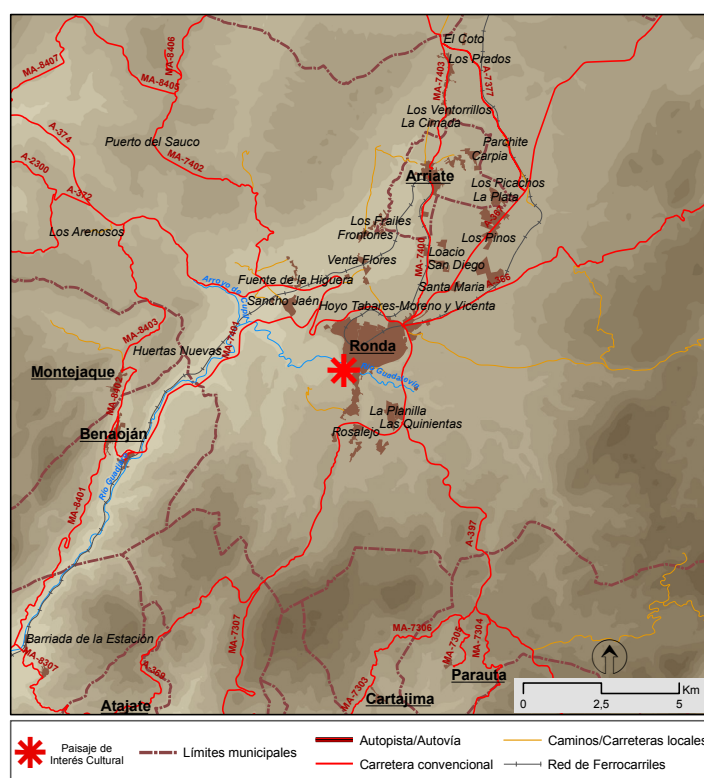 El Coto
MA-8407
MA-8406
Los Prados
MA-7403
A-7377
MA-8405
A-374
Los Ventorrillos
La Cimada
Puerto del Sauco
Parchite
Carpia
A-2300
MA-7402
Arriate
A-372
Los Picachos
La Plata
A-367
Los Frailes
Frontones
Los Arenosos
Los Pinos
MA-7400
Loacio
San Diego
Venta Flores
A-366
Fuente de la Higuera
Santa Maria
Sancho Jaén
Hoyo Tabares-Moreno y Vicenta
MA-8403
MA-7401
Huertas Nuevas
Ronda
Montejaque
MA-8402
La Planilla
Las Quinientas
Benaoján
Rosalejo
MA-8401
A-397
MA-7307
MA-7306
MA-7305
MA-7304
Barriada de la Estación
MA-8307
A-369
MA-7303
Parauta
Cartajima
Atajate
Km
0 2,5 5
Paisaje de
Interés Cultural
Límites municipales
Autopista/Autovía
Carretera convencional
Caminos/Carreteras locales
Red de Ferrocarriles